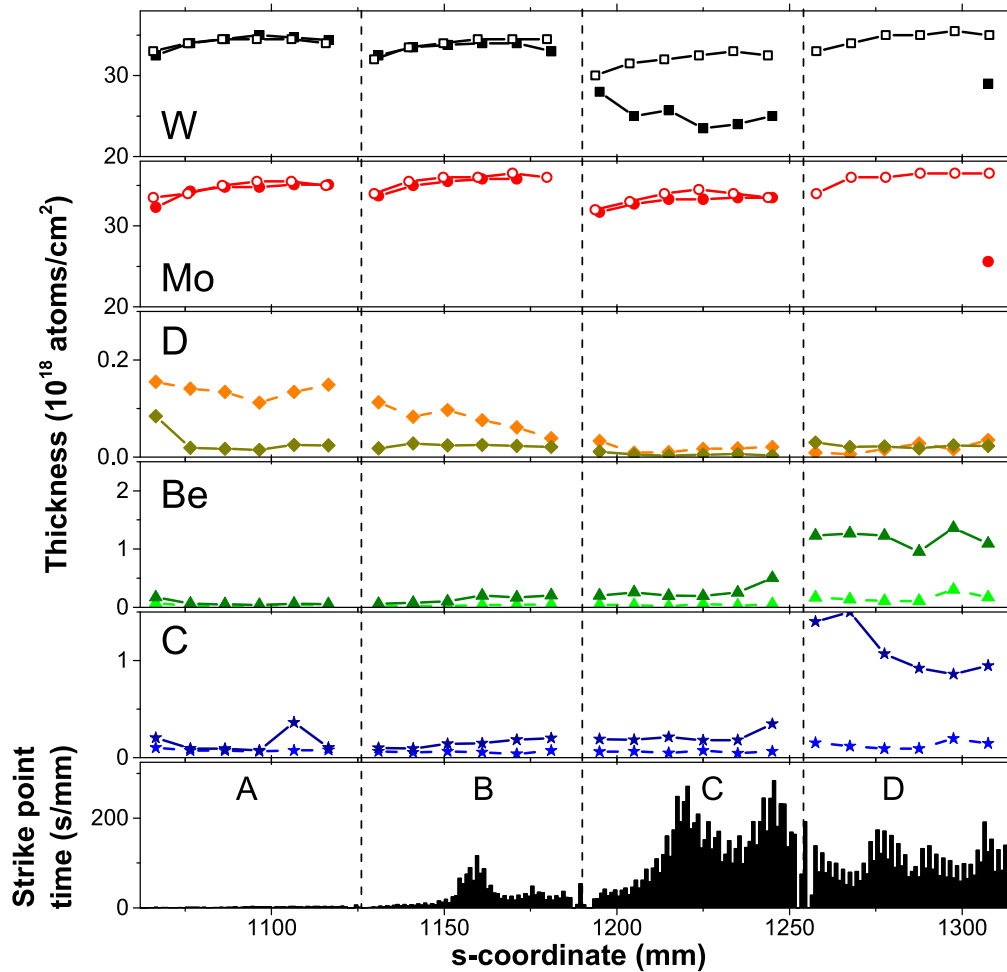 Thickness (10^18 atoms/cm^2)
30
W
20
30
Mo
20
D
0.2
0.0
2
Be
1
0
C
1
0
Strike point
time (s/mm)
A
B
C
D
200
0
1100
1150
1200
1250
1300
s-coordinate (mm)